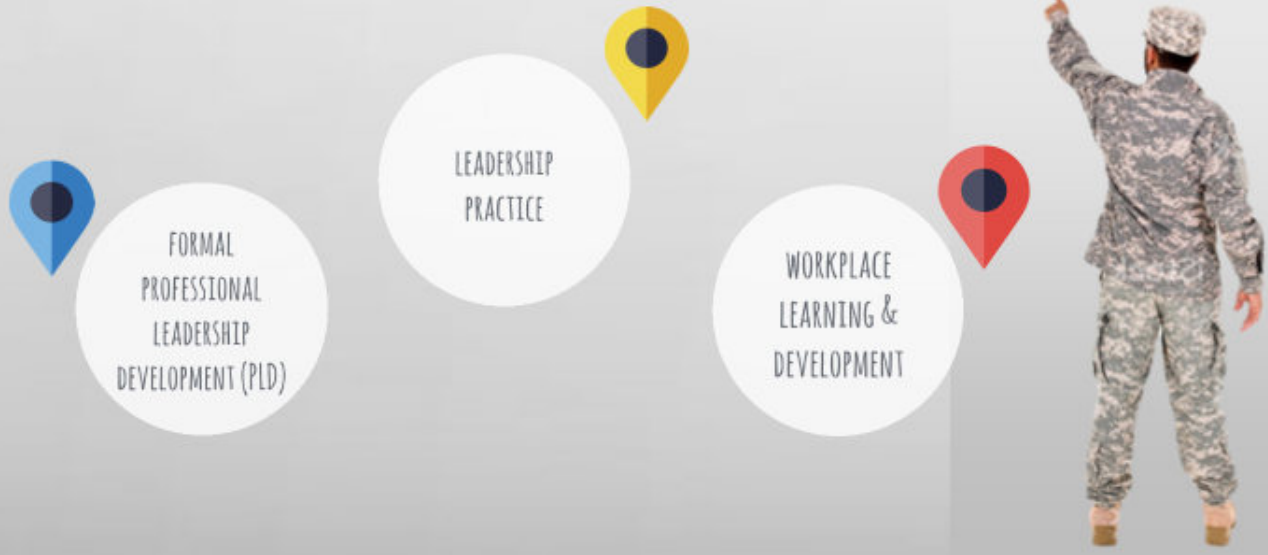 FORMAL
PROFESSIONAL
LEADERSHIP
DEVELOPMENT (PLD)
LEADERSHIP
PRACTICE
WORKPLACE
LEARNING &
DEVELOPMENT